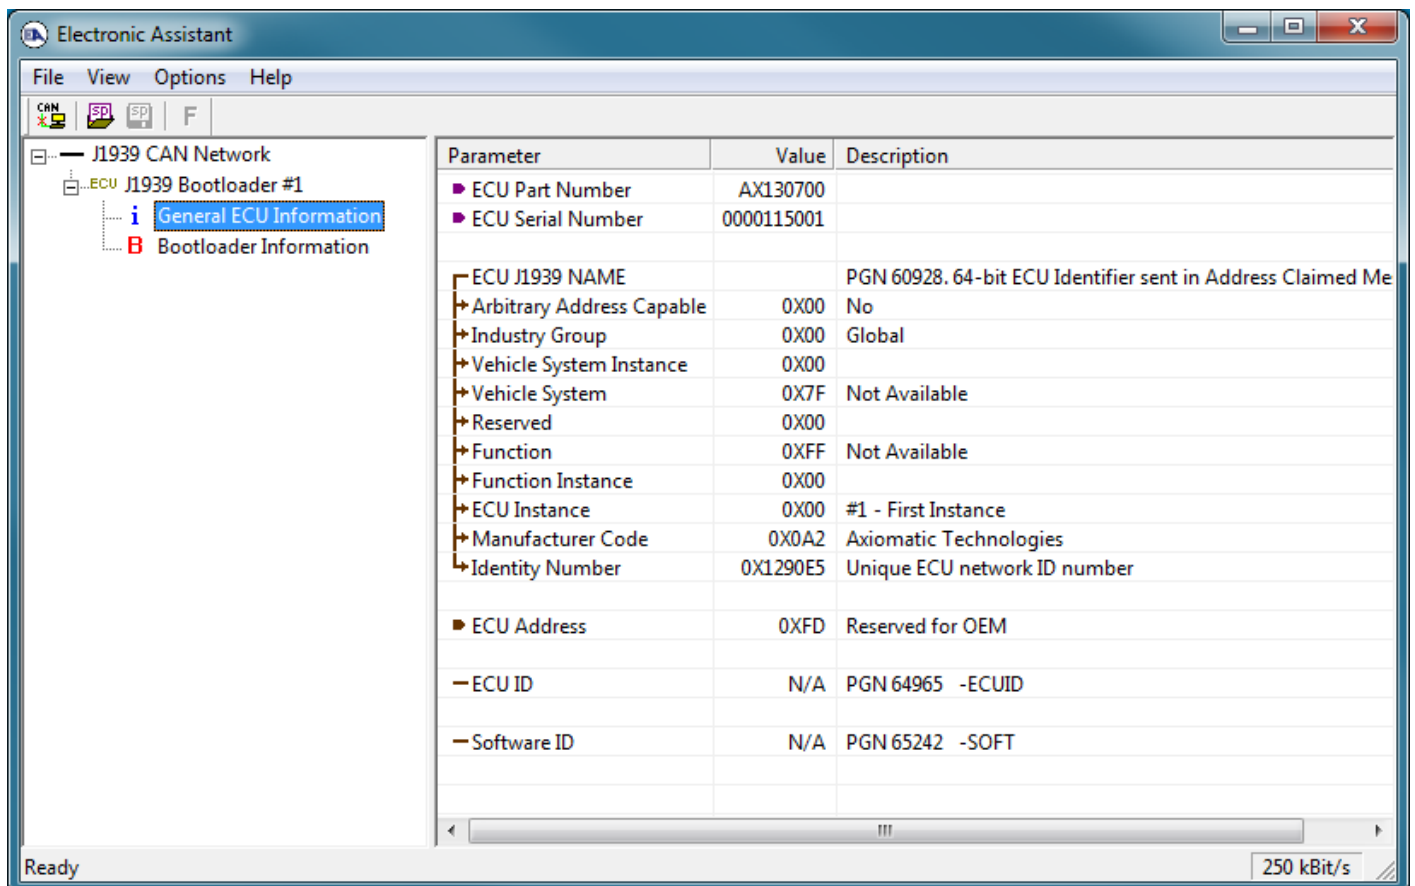 Electronic Assistant
File View Options Help
CAN SP SP F
J1939 CAN Network
ECU J1939 Bootloader #1
i General ECU Information
B Bootloader Information
Parameter Value Description
ECU Part Number AX130700
ECU Serial Number 0000115001
ECU J1939 NAME PGN 60928. 64-bit ECU Identifier sent in Address Claimed Me
Arbitrary Address Capable 0X00 No
Industry Group 0X00 Global
Vehicle System Instance 0X00
Vehicle System 0X7F Not Available
Reserved 0X00
Function 0XFF Not Available
Function Instance 0X00
ECU Instance 0X00 #1 - First Instance
Manufacturer Code 0X0A2 Axiomatic Technologies
Identity Number 0X1290E5 Unique ECU network ID number
ECU Address 0XFD Reserved for OEM
ECU ID N/A PGN 64965 -ECUID
Software ID N/A PGN 65242 -SOFT
Ready 250 kBit/s